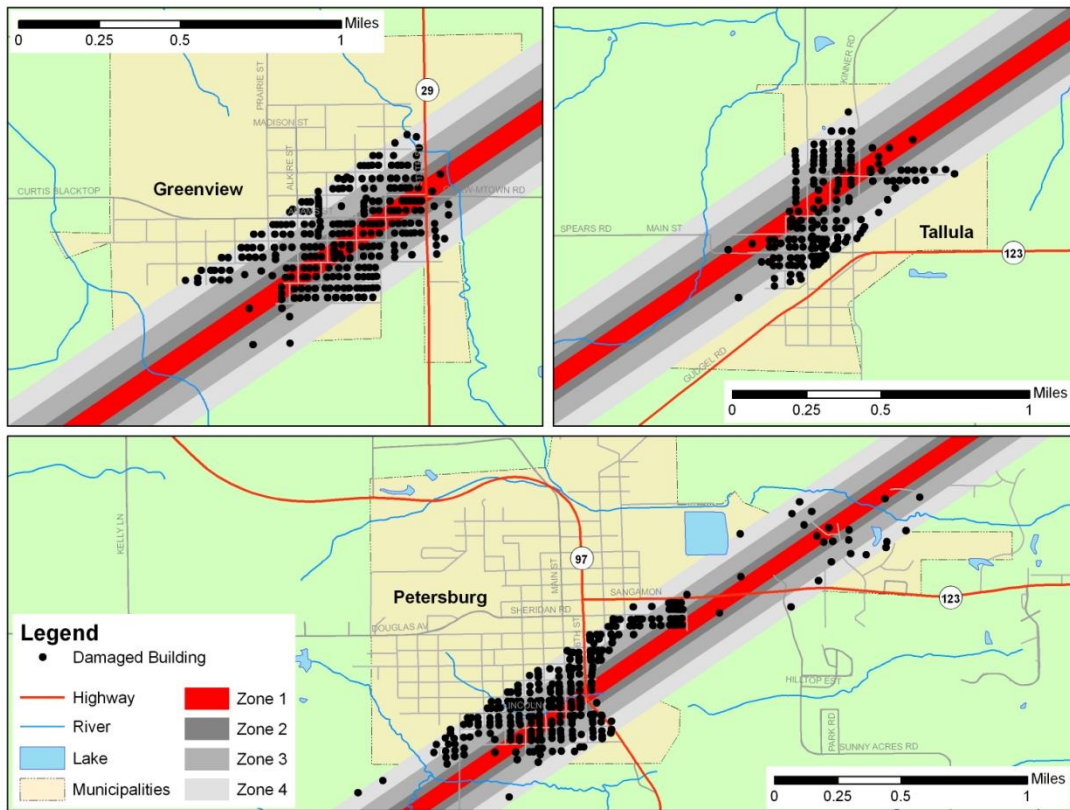 0 0.25 0.5 1 Miles
29
PRAIRIE ST
MADISON ST
ALKIRE ST
Greenview
CURTIS BLACKTOP
KINNER RD
SPEARS RD
MAIN ST
Tallula
123
GUDGEL RD
0 0.25 0.5 1 Miles
KELLY LN
97
MAIN ST
Petersburg
SANGAMON
SHERIDAN RD
123
DOUGLAS AV
HILLTOP EST
PARK RD
SUNNY ACRES RD
Legend
Damaged Building
Highway
River
Lake
Municipalities
Zone 1
Zone 2
Zone 3
Zone 4
0 0.25 0.5 1 Miles